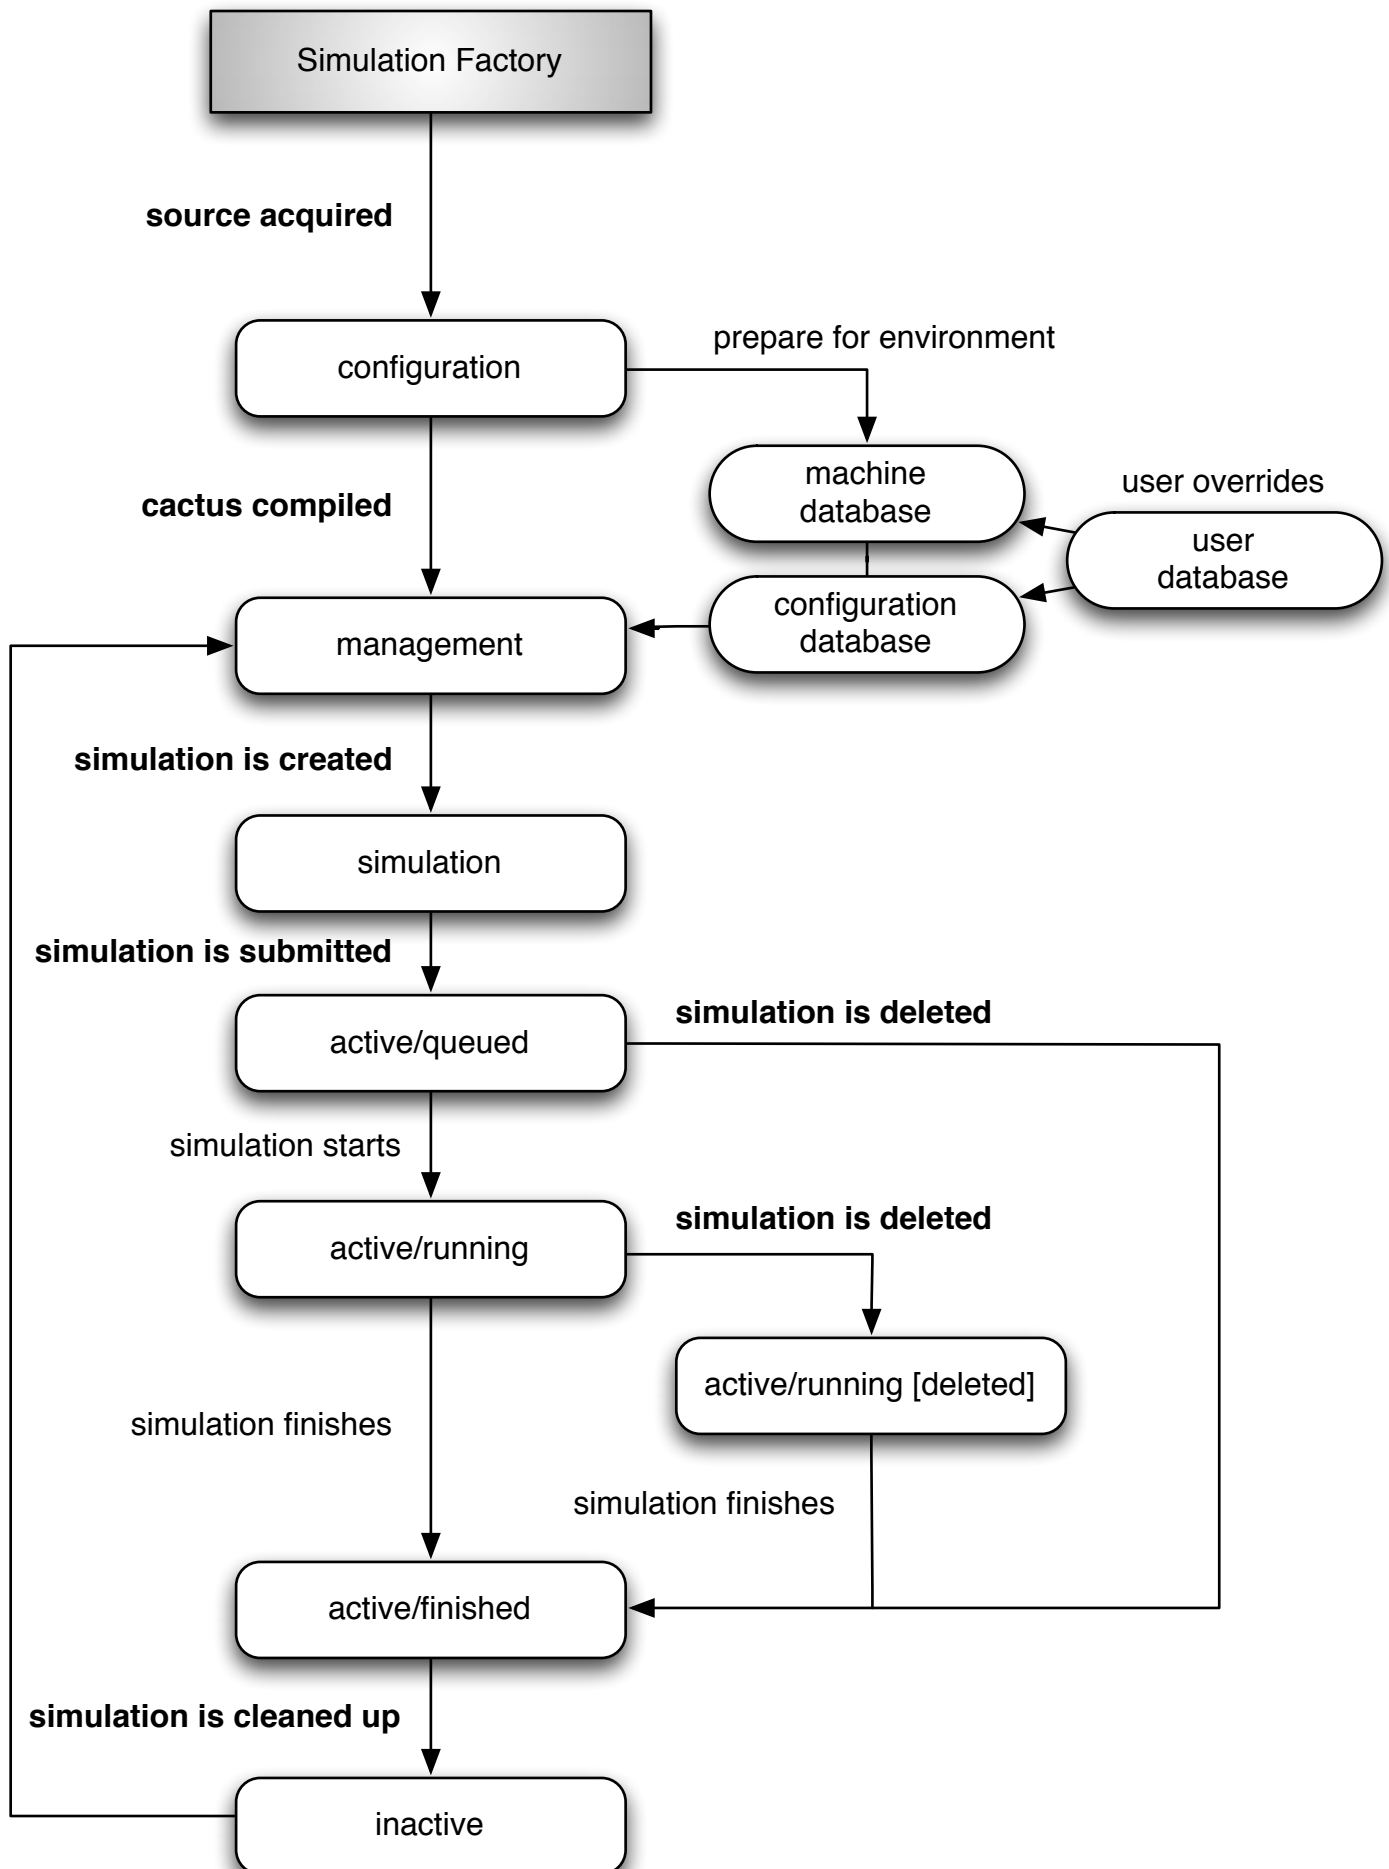 Simulation Factory
source acquired
configuration
prepare for environment
machine
database
user overrides
user
database
cactus compiled
configuration
database
management
simulation is created
simulation
simulation is submitted
active/queued
simulation is deleted
simulation starts
active/running
simulation is deleted
active/running [deleted]
simulation finishes
simulation finishes
active/finished
simulation is cleaned up
inactive